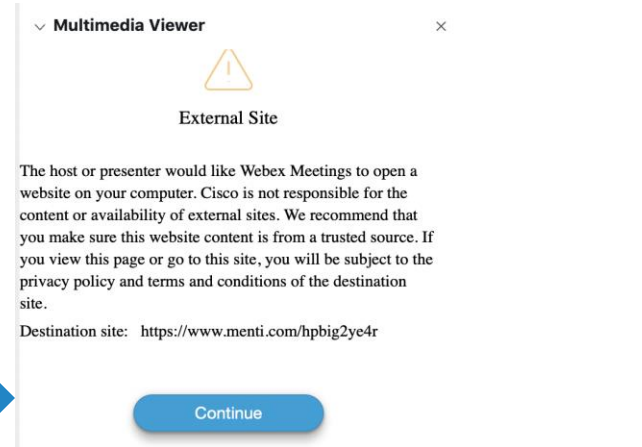 Multimedia Viewer
External Site
The host or presenter would like Webex Meetings to open a
website on your computer. Cisco is not responsible for the
content or availability of external sites. We recommend that
you make sure this website content is from a trusted source. If
you view this page or go to this site, you will be subject to the
privacy policy and terms and conditions of the destination
site.
Destination site: https://www.menti.com/hpbig2ye4r
Continue